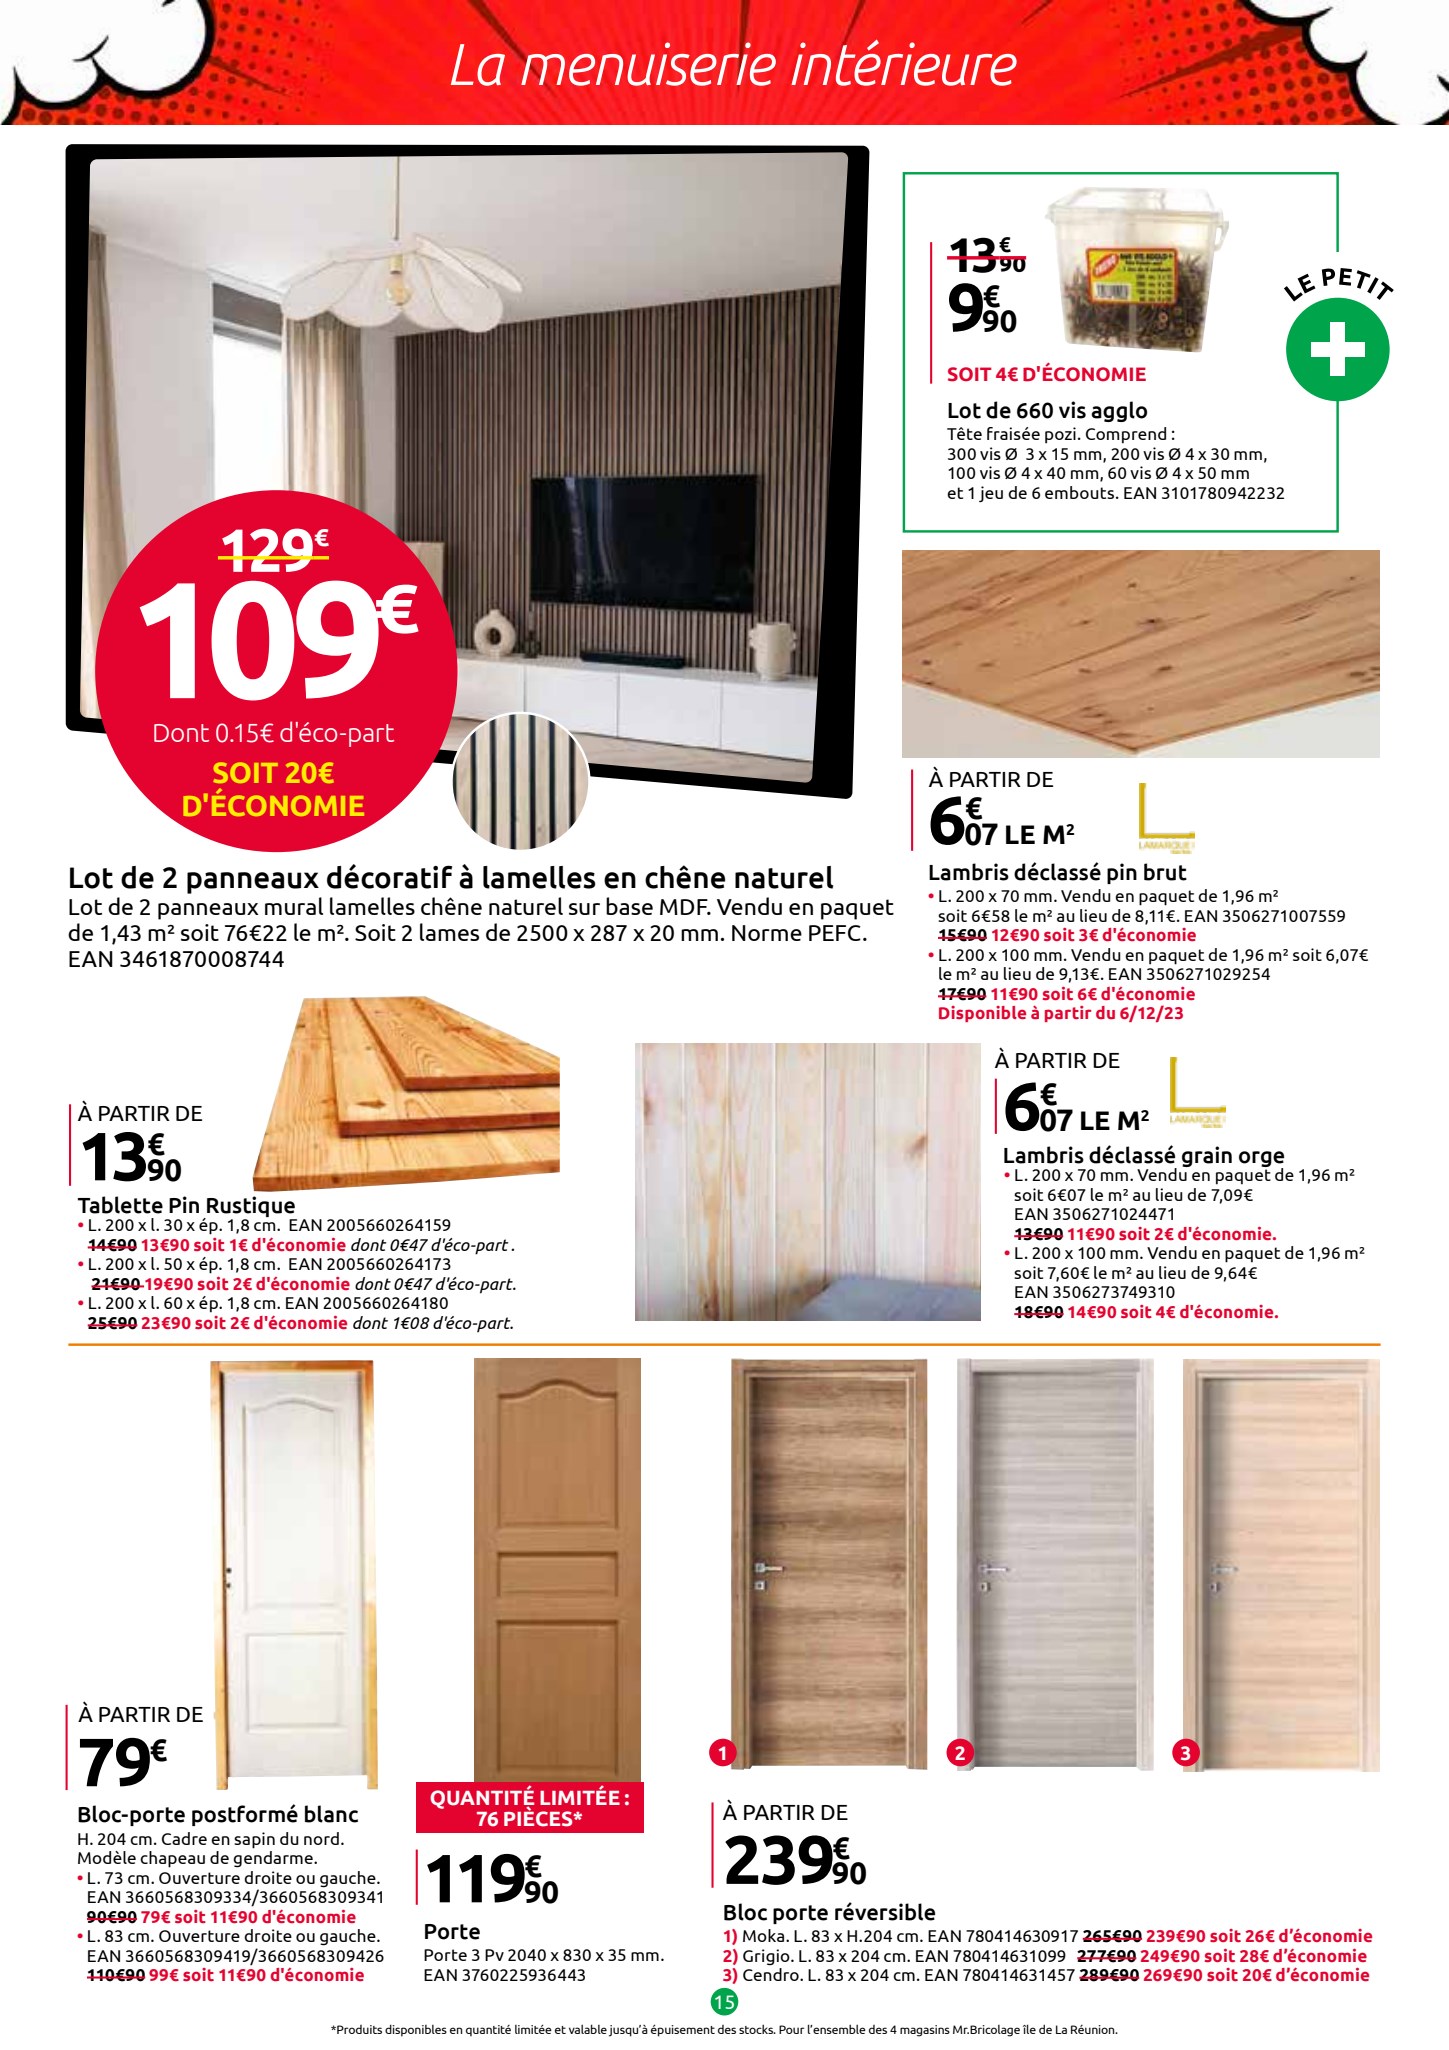 La menuiserie intérieure
129€
109€
Dont 0.15€ d'éco-part
SOIT 20€
D'ÉCONOMIE
Lot de 2 panneaux décoratif à lamelles en chêne naturel
Lot de 2 panneaux mural lamelles chêne naturel sur base MDF. Vendu en paquet
de 1,43 m² soit 76€22 le m². Soit 2 lames de 2500 x 287 x 20 mm. Norme PEFC.
EAN 3461870008744
13€90
9€90
LE PETIT
+
SOIT 4€ D'ÉCONOMIE
Lot de 660 vis agglo
Tête fraisée pozi. Comprend :
300 vis Ø 3 x 15 mm, 200 vis Ø 4 x 30 mm,
100 vis Ø 4 x 40 mm, 60 vis Ø 4 x 50 mm
et 1 jeu de 6 embouts. EAN 3101780942232
À PARTIR DE
6€07 LE M²
LAMARQUE
Lambris déclassé pin brut
• L. 200 x 70 mm. Vendu en paquet de 1,96 m²
soit 6€58 le m² au lieu de 8,11€. EAN 3506271007559
15€90 12€90 soit 3€ d'économie
• L. 200 x 100 mm. Vendu en paquet de 1,96 m² soit 6,07€
le m² au lieu de 9,13€. EAN 3506271029254
17€90 11€90 soit 6€ d'économie
Disponible à partir du 6/12/23
À PARTIR DE
13€90
Tablette Pin Rustique
• L. 200 x l. 30 x ép. 1,8 cm. EAN 2005660264159
14€90 13€90 soit 1€ d'économie dont 0€47 d'éco-part .
• L. 200 x l. 50 x ép. 1,8 cm. EAN 2005660264173
21€90 19€90 soit 2€ d'économie dont 0€47 d'éco-part.
• L. 200 x l. 60 x ép. 1,8 cm. EAN 2005660264180
25€90 23€90 soit 2€ d'économie dont 1€08 d'éco-part.
À PARTIR DE
6€07 LE M²
LAMARQUE
Lambris déclassé grain orge
• L. 200 x 70 mm. Vendu en paquet de 1,96 m²
soit 6€07 le m² au lieu de 7,09€
EAN 3506271024471
13€90 11€90 soit 2€ d'économie.
• L. 200 x 100 mm. Vendu en paquet de 1,96 m²
soit 7,60€ le m² au lieu de 9,64€
EAN 3506273749310
18€90 14€90 soit 4€ d'économie.
À PARTIR DE
79€
Bloc-porte postformé blanc
H. 204 cm. Cadre en sapin du nord.
Modèle chapeau de gendarme.
• L. 73 cm. Ouverture droite ou gauche.
EAN 3660568309334/3660568309341
90€90 79€ soit 11€90 d'économie
• L. 83 cm. Ouverture droite ou gauche.
EAN 3660568309419/3660568309426
110€90 99€ soit 11€90 d'économie
QUANTITÉ LIMITÉE :
76 PIÈCES*
119€90
Porte
Porte 3 Pv 2040 x 830 x 35 mm.
EAN 3760225936443
1
2
3
À PARTIR DE
239€90
Bloc porte réversible
1) Moka. L. 83 x H.204 cm. EAN 780414630917 265€90 239€90 soit 26€ d’économie
2) Grigio. L. 83 x 204 cm. EAN 780414631099 277€90 249€90 soit 28€ d’économie
3) Cendro. L. 83 x 204 cm. EAN 780414631457 289€90 269€90 soit 20€ d’économie
15
*Produits disponibles en quantité limitée et valable jusqu’à épuisement des stocks. Pour l’ensemble des 4 magasins Mr.Bricolage île de La Réunion.